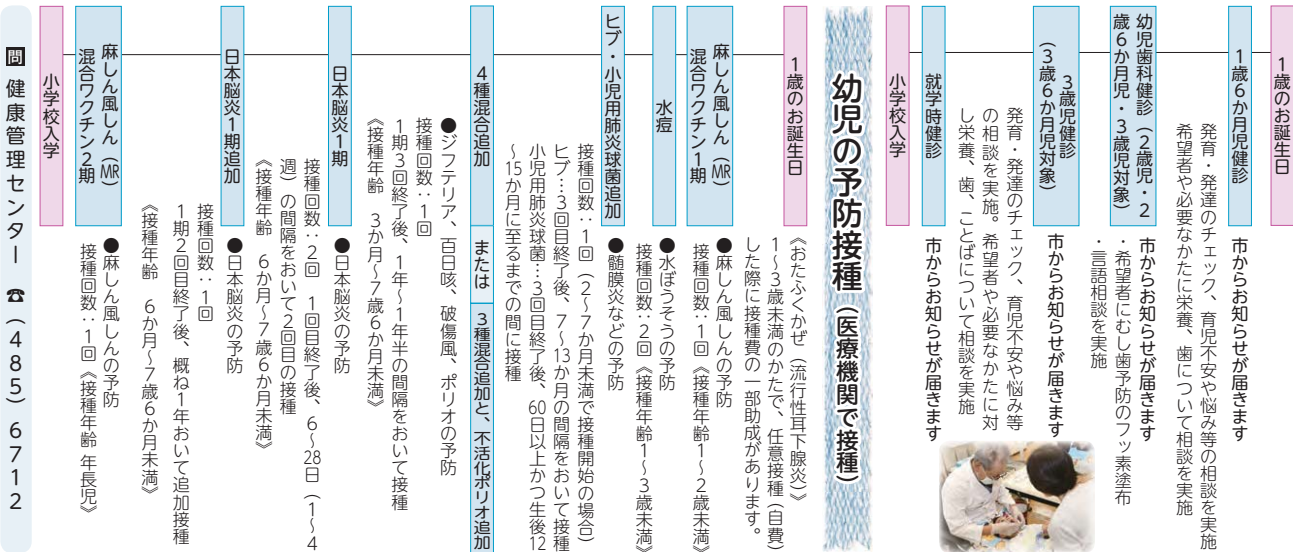 1歳のお誕生日
1歳6か月児健診
市からお知らせが届きます
発育・発達のチェック、育児不安や悩み等の相談を実施
希望者や必要なかたに栄養、歯について相談を実施
幼児歯科健診（2歳児・2
歳6か月児・3歳児対象）
市からお知らせが届きます
・希望者にむし歯予防のフッ素塗布
・言語相談を実施
3歳児健診
（3歳6か月児対象）
市からお知らせが届きます
発育・発達のチェック、育児不安や悩み等
の相談を実施。希望者や必要なかたに対
し栄養、歯、ことばについて相談を実施
就学時健診
市からお知らせが届きます
小学校入学
幼児の予防接種（医療機関で接種）
1歳のお誕生日
《おたふくかぜ（流行性耳下腺炎）》
1～3歳未満のかたで、任意接種（自費）
した際に接種費の一部助成があります。
麻しん風しん（MR）
混合ワクチン1期
●麻しん風しんの予防
接種回数：1回《接種年齢1～2歳未満》
水痘
●水ぼうそうの予防
接種回数：2回《接種年齢1～3歳未満》
ヒブ・小児用肺炎球菌追加
●髄膜炎などの予防
接種回数：1回（2～7か月未満で接種開始の場合）
ヒブ…3回目終了後、7～13か月の間隔をおいて接種
小児用肺炎球菌…3回目終了後、60日以上かつ生後12
～15か月に至るまでの間に接種
4種混合追加 または 3種混合追加と、不活化ポリオ追加
●ジフテリア、百日咳、破傷風、ポリオの予防
接種回数：1回
1期3回終了後、1年～1年半の間隔をおいて接種
《接種年齢 3か月～7歳6か月未満》
日本脳炎1期
●日本脳炎の予防
接種回数：2回 1回目終了後、6～28日（1～4
週）の間隔をおいて2回目の接種
《接種年齢 6か月～7歳6か月未満》
日本脳炎1期追加
●日本脳炎の予防
接種回数：1回
1期2回目終了後、概ね1年おいて追加接種
《接種年齢 6か月～7歳6か月未満》
麻しん風しん（MR）
混合ワクチン2期
●麻しん風しんの予防
接種回数：1回《接種年齢 年長児》
小学校入学
問 健康管理センター ☎（485）6712